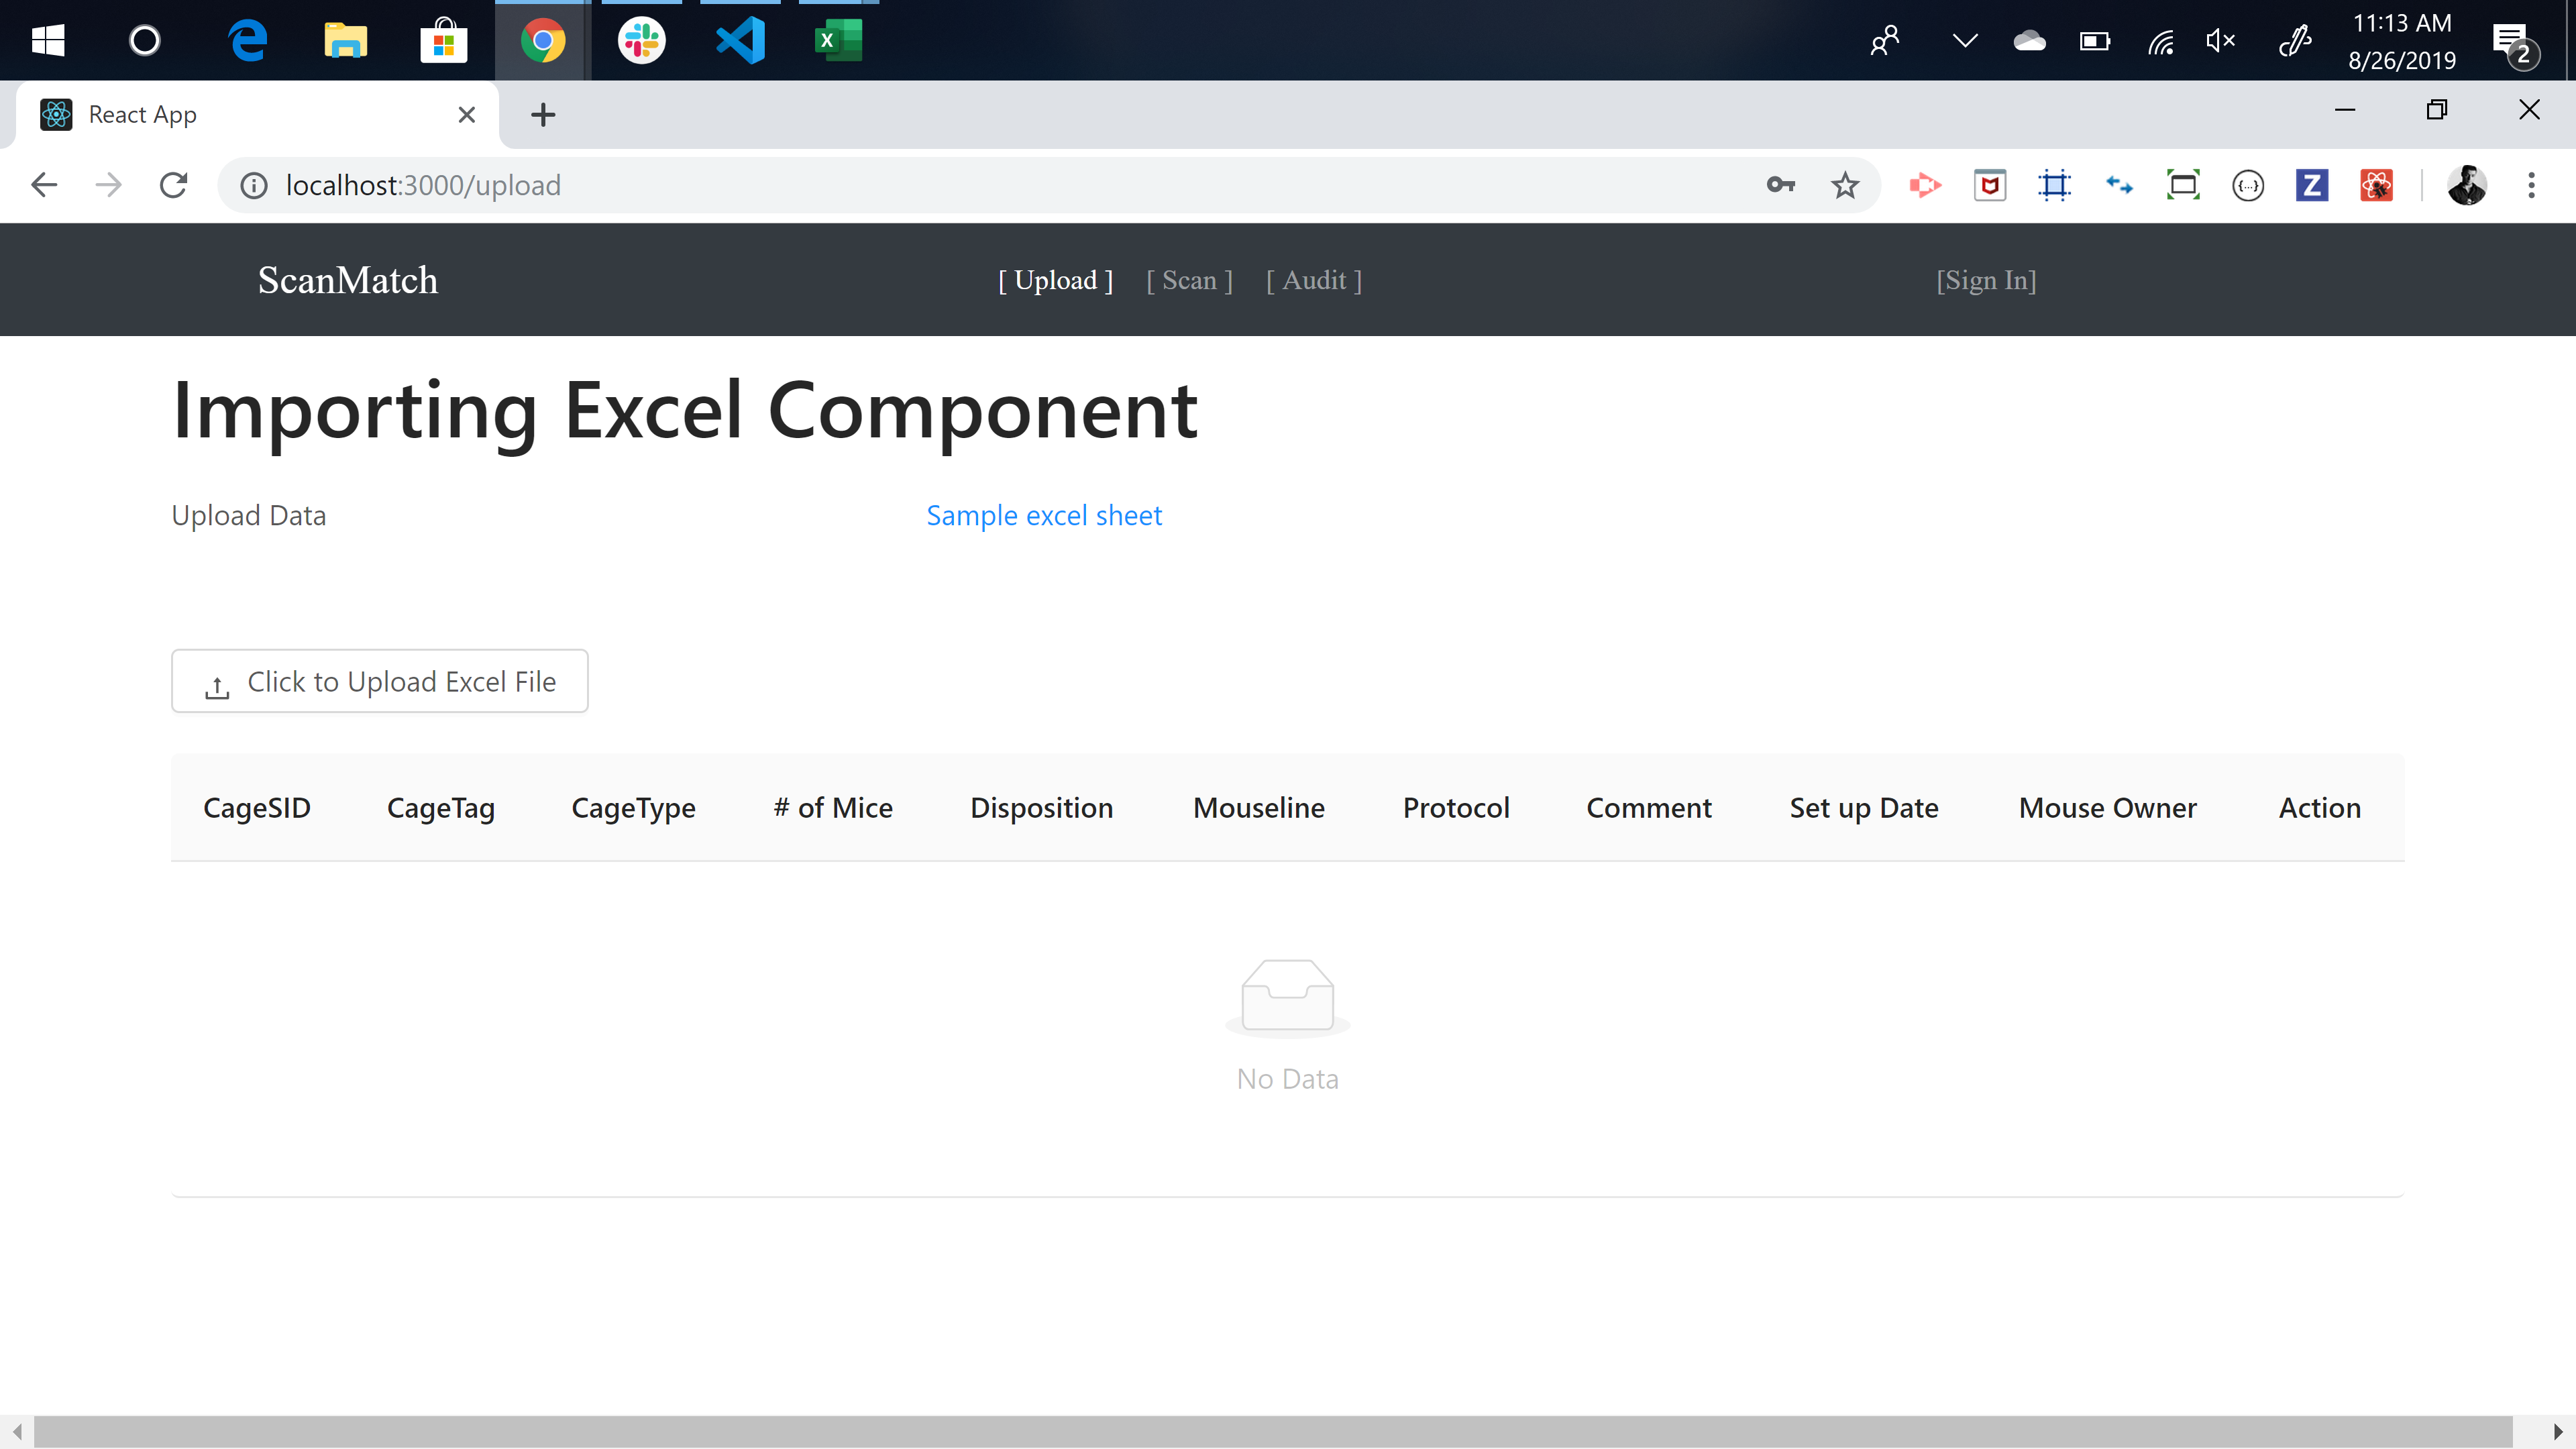 11:13 AM
8/26/2019
2
React App
localhost:3000/upload
ScanMatch
[ Upload ] [ Scan ] [ Audit ]
[Sign In]
Importing Excel Component
Upload Data
Sample excel sheet
Click to Upload Excel File
CageSID CageTag CageType # of Mice Disposition Mouseline Protocol Comment Set up Date Mouse Owner Action
No Data